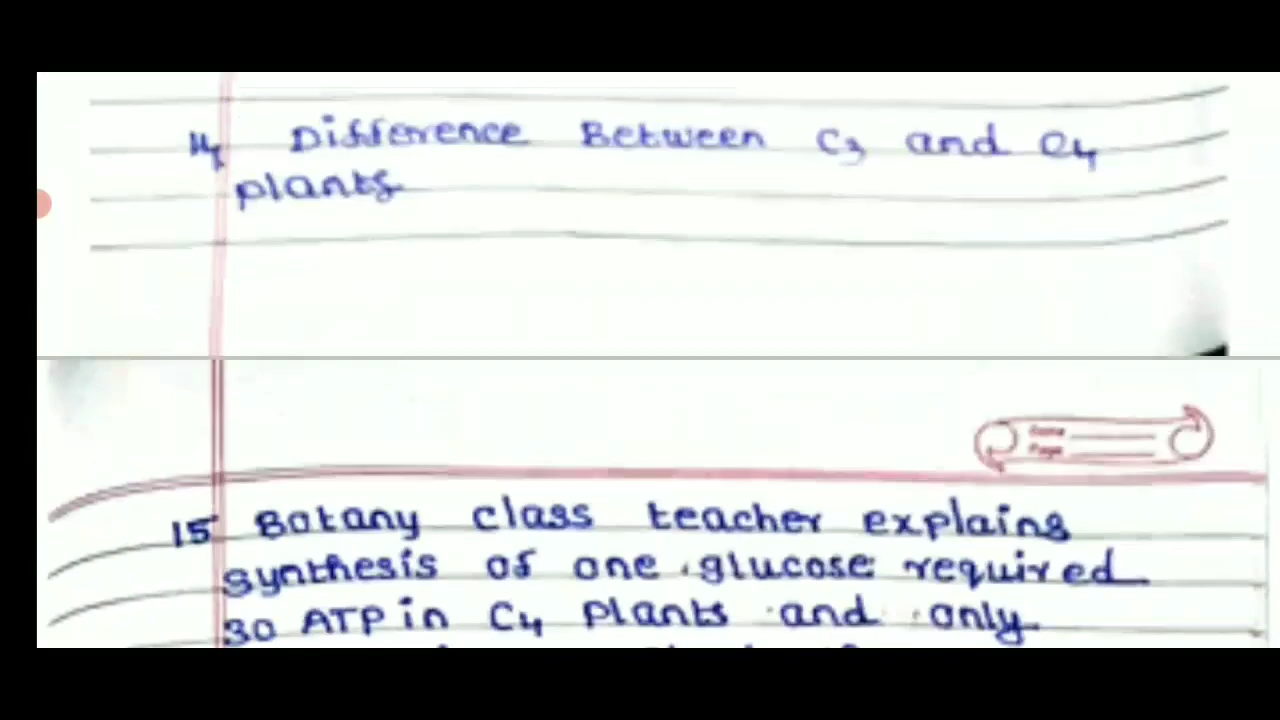 14 Difference Between C3 and C4
plants
15 Botany class teacher explains
synthesis of one glucose required
30 ATP in C4 plants and only